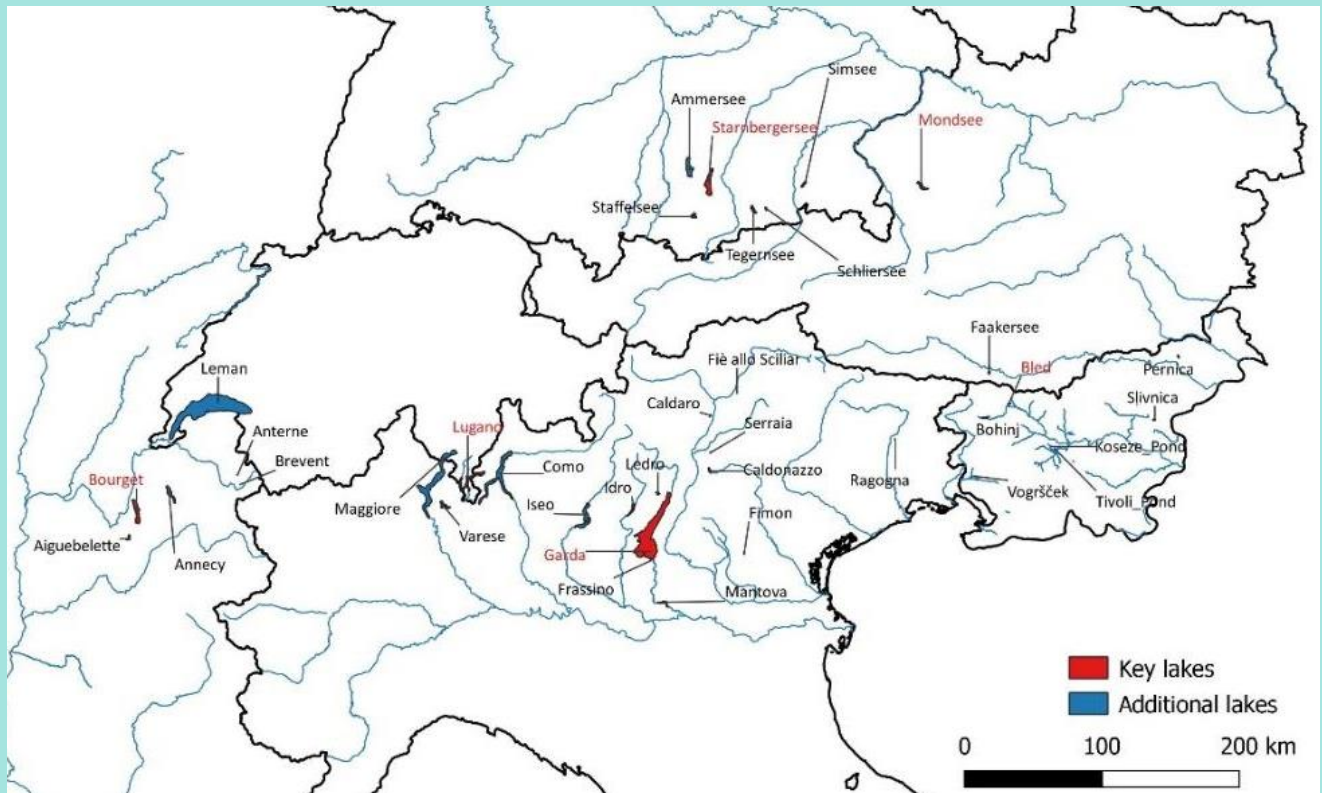 Simsee
Ammersee
Starnbergersee
Mondsee
Staffelsee
Tegernsee
Schliersee
Faakersee
Fiè allo Sciliar
Bled
Pernica
Leman
Caldaro
Slivnica
Serraia
Anterne
Lugano
Bohinj
Koseze_Pond
Brevent
Como
Ledro
Caldonazzo
Bourget
Idro
Ragogna
Vogršček
Tivoli_Pond
Maggiore
Iseo
Fimon
Varese
Aiguebelette
Garda
Annecy
Frassino
Mantova
Key lakes
Additional lakes
0 100 200 km